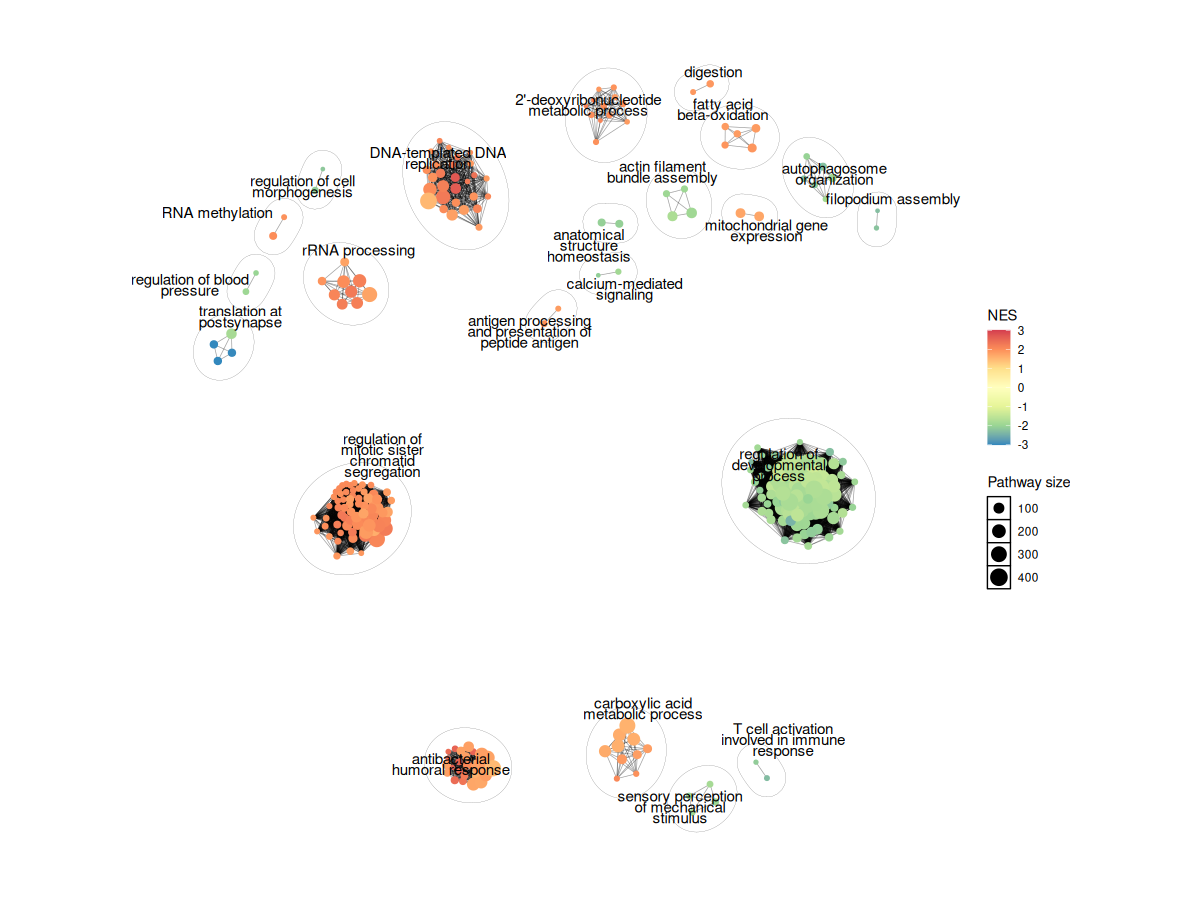 digestion
2'-deoxyribonucleotide
metabolic process
fatty acid
beta-oxidation
DNA-templated DNA
replication
actin filament
bundle assembly
autophagosome
organization
regulation of cell
morphogenesis
filopodium assembly
RNA methylation
mitochondrial gene
expression
anatomical
structure
homeostasis
rRNA processing
regulation of blood
pressure
calcium-mediated
signaling
translation at
postsynapse
antigen processing
and presentation of
peptide antigen
NES
3
2
1
0
-1
-2
-3
regulation of
mitotic sister
chromatid
segregation
regulation of
developmental
process
Pathway size
100
200
300
400
carboxylic acid
metabolic process
T cell activation
involved in immune
response
antibacterial
humoral response
sensory perception
of mechanical
stimulus